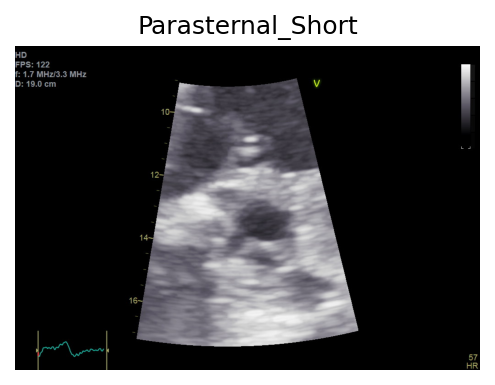 Parasternal_Short
HD
FPS: 122
f: 1.7 MHz/3.3 MHz
D: 19.0 cm
V
10
12
14
16
57
HR